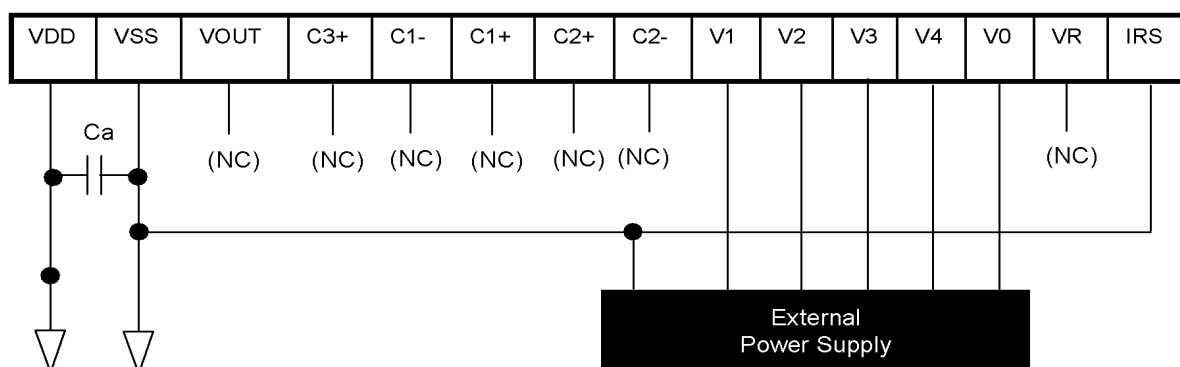 VDD VSS VOUT C3+ C1- C1+ C2+ C2- V1 V2 V3 V4 V0 VR IRS
Ca
(NC) (NC) (NC) (NC) (NC) (NC) (NC)
External
Power Supply